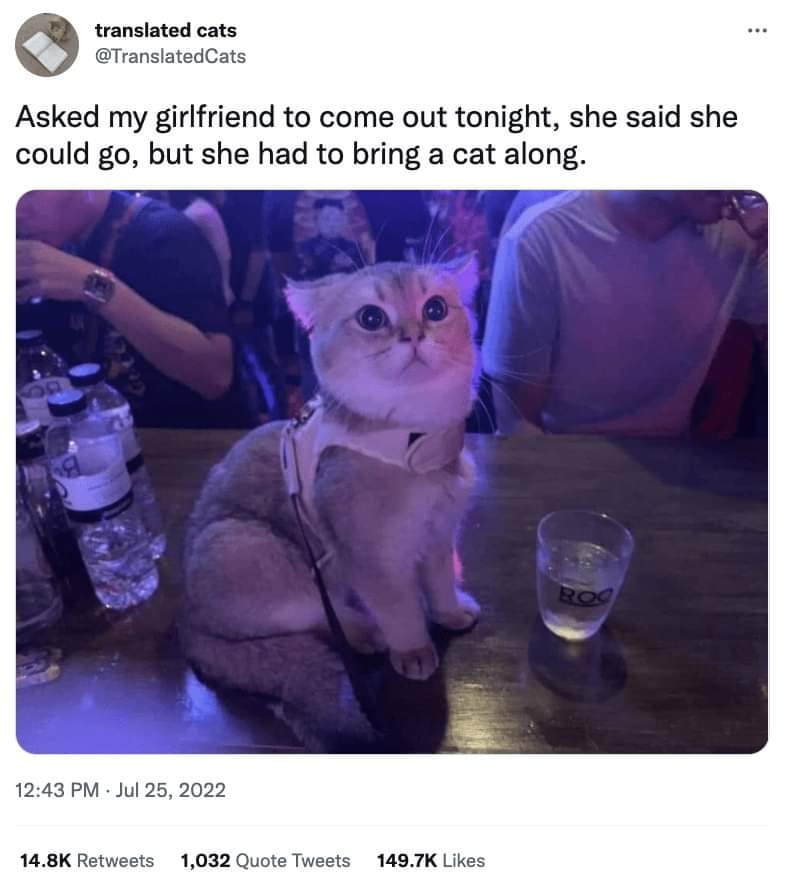 translated cats
@TranslatedCats
Asked my girlfriend to come out tonight, she said she
could go, but she had to bring a cat along.
ROC
12:43 PM · Jul 25, 2022
14.8K Retweets 1,032 Quote Tweets 149.7K Likes